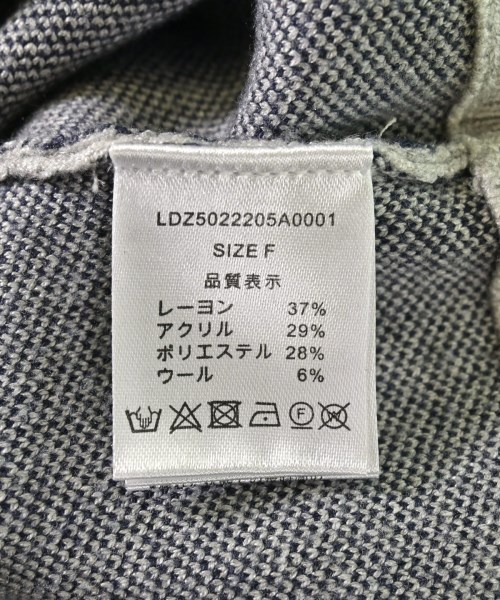 LDZ5022205A0001
SIZE F
品質表示
レーヨン 37%
アクリル 29%
ポリエステル 28%
ウール 6%
F W